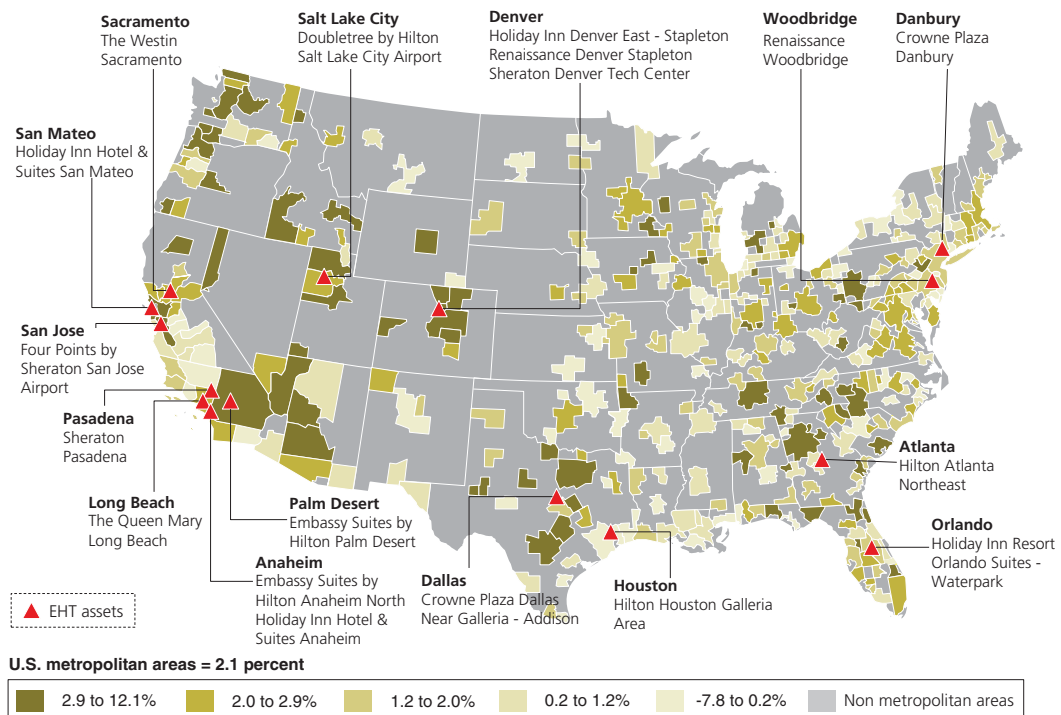 Sacramento
The Westin
Sacramento
Salt Lake City
Doubletree by Hilton
Salt Lake City Airport
Denver
Holiday Inn Denver East - Stapleton
Renaissance Denver Stapleton
Sheraton Denver Tech Center
Woodbridge
Renaissance
Woodbridge
Danbury
Crowne Plaza
Danbury
San Mateo
Holiday Inn Hotel &
Suites San Mateo
San Jose
Four Points by
Sheraton San Jose
Airport
Pasadena
Sheraton
Pasadena
Long Beach
The Queen Mary
Long Beach
Palm Desert
Embassy Suites by
Hilton Palm Desert
Anaheim
Embassy Suites by
Hilton Anaheim North
Holiday Inn Hotel &
Suites Anaheim
Dallas
Crowne Plaza Dallas
Near Galleria - Addison
Houston
Hilton Houston Galleria
Area
Atlanta
Hilton Atlanta
Northeast
Orlando
Holiday Inn Resort
Orlando Suites -
Waterpark
EHT assets
U.S. metropolitan areas = 2.1 percent
2.9 to 12.1%
2.0 to 2.9%
1.2 to 2.0%
0.2 to 1.2%
-7.8 to 0.2%
Non metropolitan areas